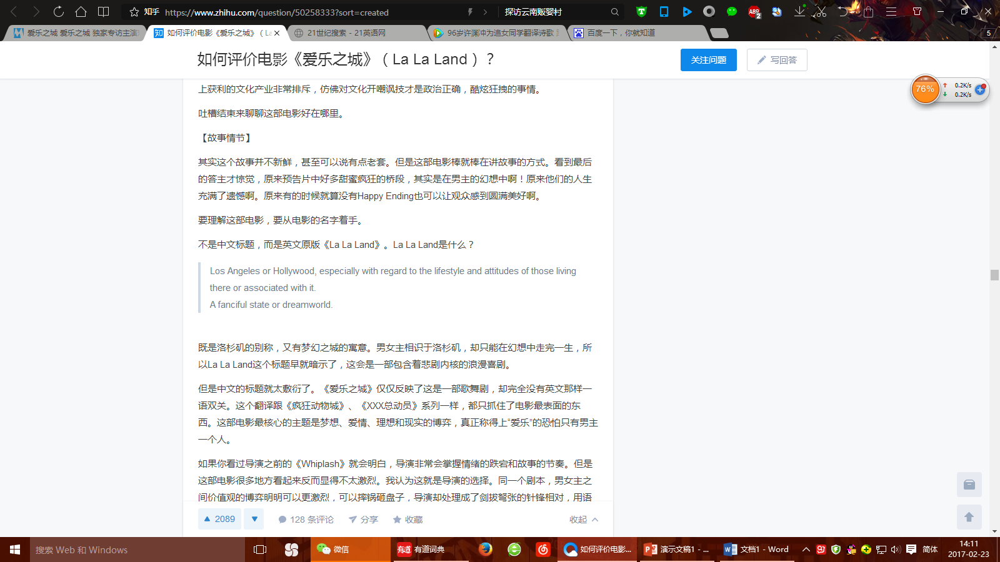 知乎 https://www.zhihu.com/question/50258333?sort=created
探访云南贩婴村
ABP
2
爱乐之城 爱乐之城 独家专访主演
如何评价电影《爱乐之城》（La
21世纪搜索 - 21英语网
96岁许渊冲为追女同学翻译诗歌
百度一下，你就知道
5
如何评价电影《爱乐之城》（La La Land）？
关注问题
写回答
76%
0.2K/s
0.2K/s
上获利的文化产业非常排斥，仿佛对文化开嘲讽技才是政治正确，酷炫狂拽的事情。
吐槽结束来聊聊这部电影好在哪里。
【故事情节】
其实这个故事并不新鲜，甚至可以说有点老套。但是这部电影棒就棒在讲故事的方式。看到最后
的答主才惊觉，原来预告片中好多甜蜜疯狂的桥段，其实是在男主的幻想中啊！原来他们的人生
充满了遗憾啊。原来有的时候就算没有Happy Ending也可以让观众感到圆满美好啊。
要理解这部电影，要从电影的名字着手。
不是中文标题，而是英文原版《La La Land》。La La Land是什么？
Los Angeles or Hollywood, especially with regard to the lifestyle and attitudes of those living
there or associated with it.
A fanciful state or dreamworld.
既是洛杉矶的别称，又有梦幻之城的寓意。男女主相识于洛杉矶，却只能在幻想中走完一生，所
以La La Land这个标题早就暗示了，这会是一部包含着悲剧内核的浪漫喜剧。
但是中文的标题就太敷衍了。《爱乐之城》仅仅反映了这是一部歌舞剧，却完全没有英文那样一
语双关。这个翻译跟《疯狂动物城》、《XXX总动员》系列一样，都只抓住了电影最表面的东
西。这部电影最核心的主题是梦想、爱情、理想和现实的博弈，真正称得上“爱乐”的恐怕只有男主
一个人。
如果你看过导演之前的《Whiplash》就会明白，导演非常会掌握情绪的跌宕和故事的节奏。但是
这部电影很多地方看起来反而显得不太激烈。我认为这就是导演的选择。同一个剧本，男女主之
间价值观的博弈明明可以更激烈，可以摔锅砸盘子，导演却处理成了剑拔弩张的针锋相对，用语
2089
128 条评论
分享
收藏
收起
搜索 Web 和 Windows
微信
有道
有道词典
如何评价电影...
演示文稿1 - ...
文档1 - Word
简体
14:11
2017-02-23